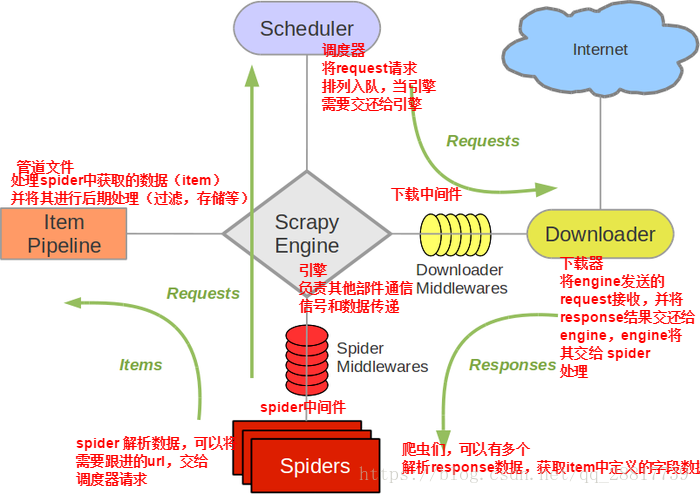 Scheduler
调度器
将request请求
排列入队，当引擎
需要交还给引擎
Internet
Requests
管道文件
处理spider中获取的数据（item）
并将其进行后期处理（过滤，存储等）
Item
Pipeline
Scrapy
Engine
引擎
负责其他部件通信
信号和数据传递
下载中间件
Downloader
Middlewares
Downloader
下载器
将engine发送的
request接收，并将
response结果交还给
engine，engine将
其交给 spider
处理
Requests
Items
Spider
Middlewares
spider中间件
Responses
spider 解析数据，可以将
需要跟进的url，交给
调度器请求
Spiders
爬虫们，可以有多个
解析response数据，获取item中定义的字段数据